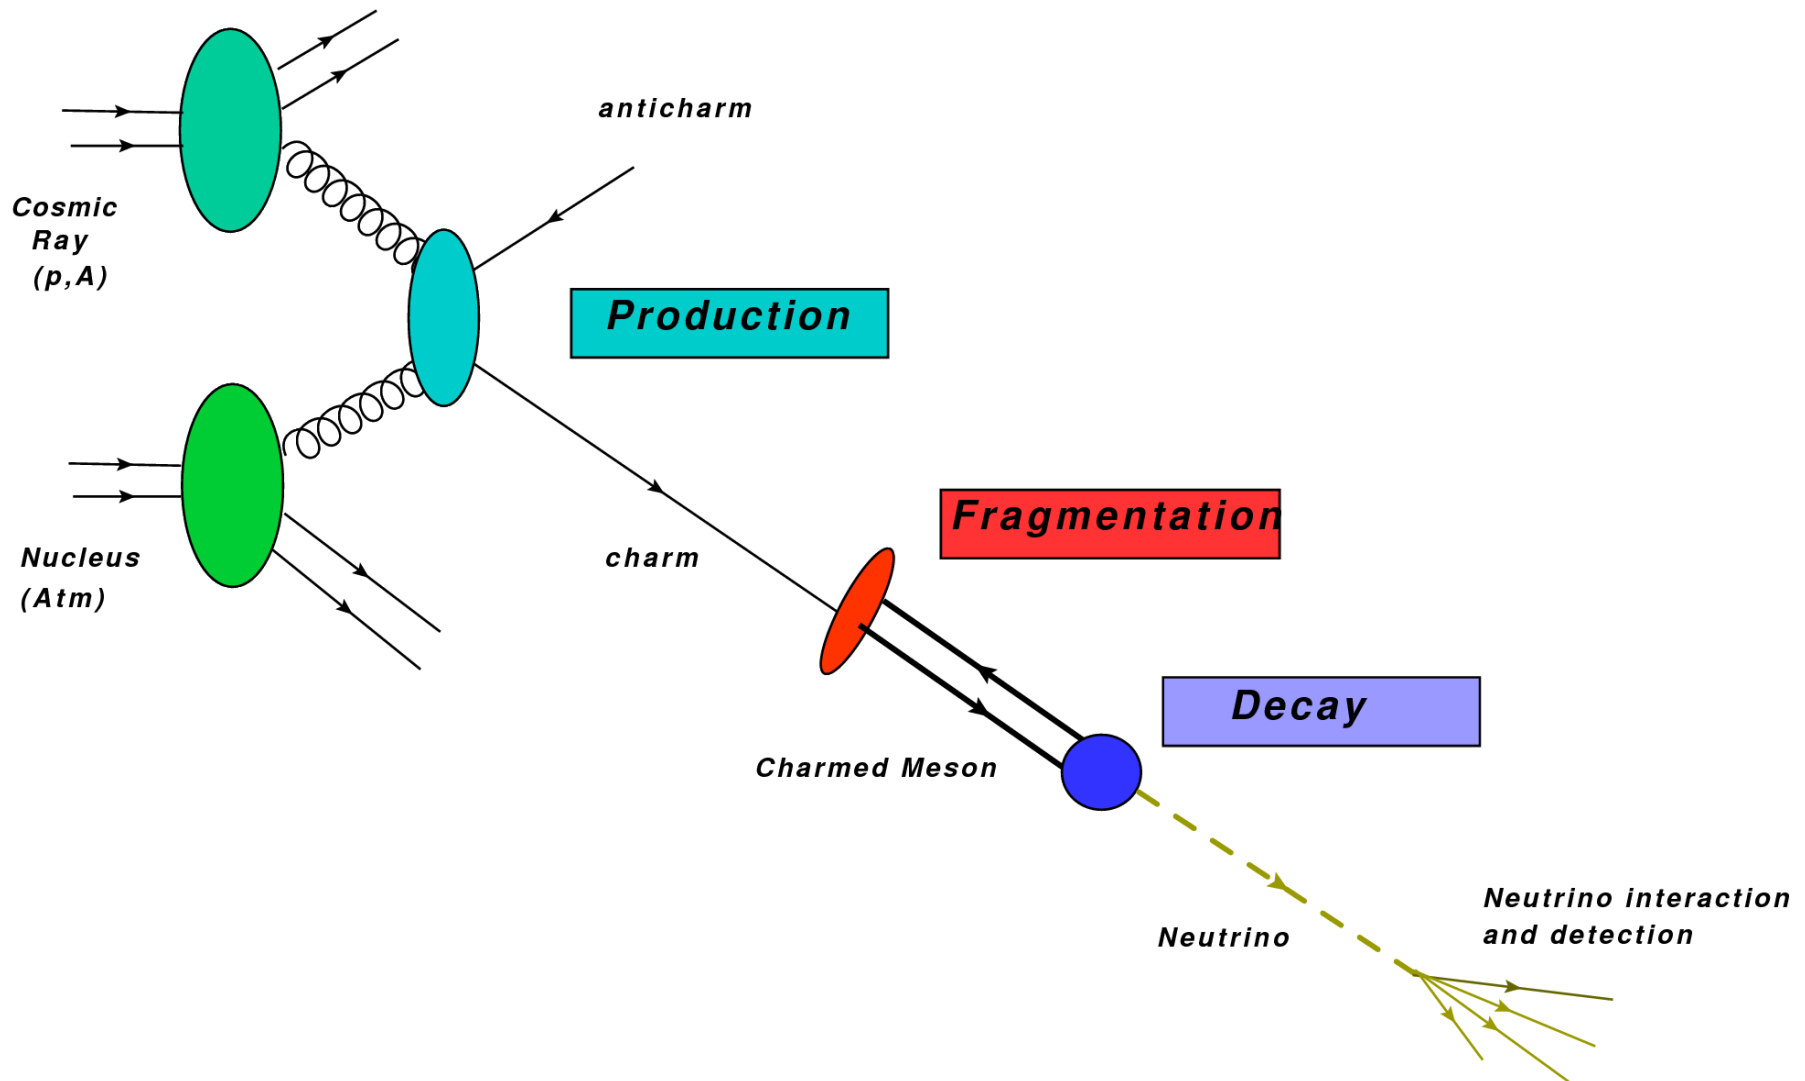 anticharm
Cosmic
Ray
(p,A)
Production
Fragmentation
Nucleus
(Atm)
charm
Decay
Charmed Meson
Neutrino interaction
and detection
Neutrino